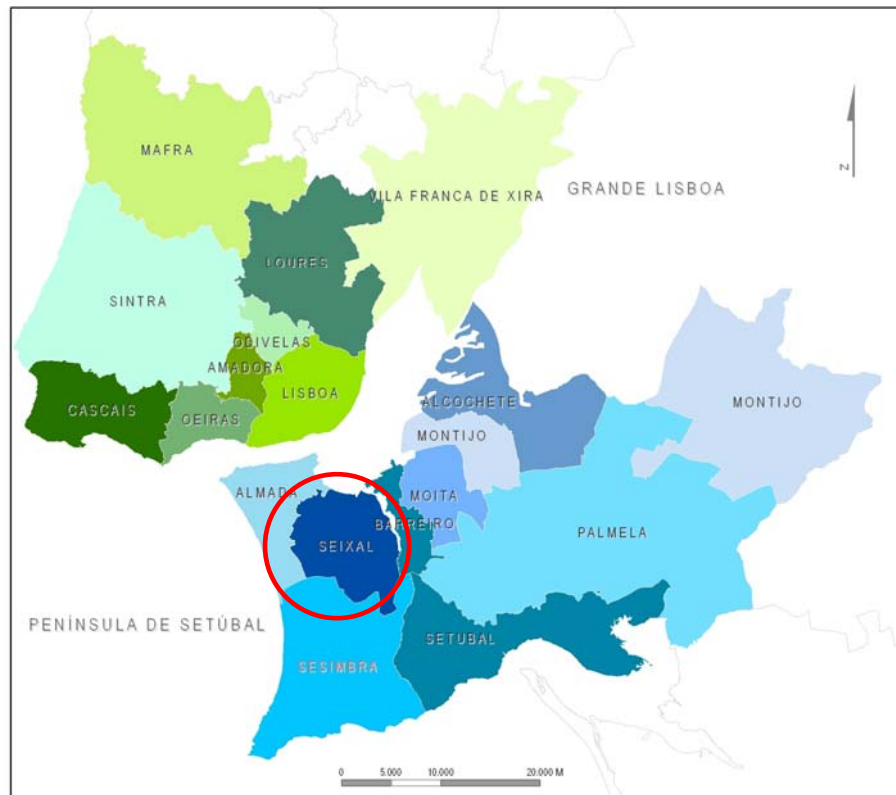 MAFRA
VILA FRANCA DE XIRA
GRANDE LISBOA
N
LOURES
SINTRA
ODIVELAS
AMADORA
LISBOA
CASCAIS
OEIRAS
ALCOCHETE
MONTIJO
MONTIJO
ALMADA
MOITA
BARREIRO
SEIXAL
PALMELA
PENÍNSULA DE SETÚBAL
SETUBAL
SESIMBRA
0 5.000 10.000 20.000 M